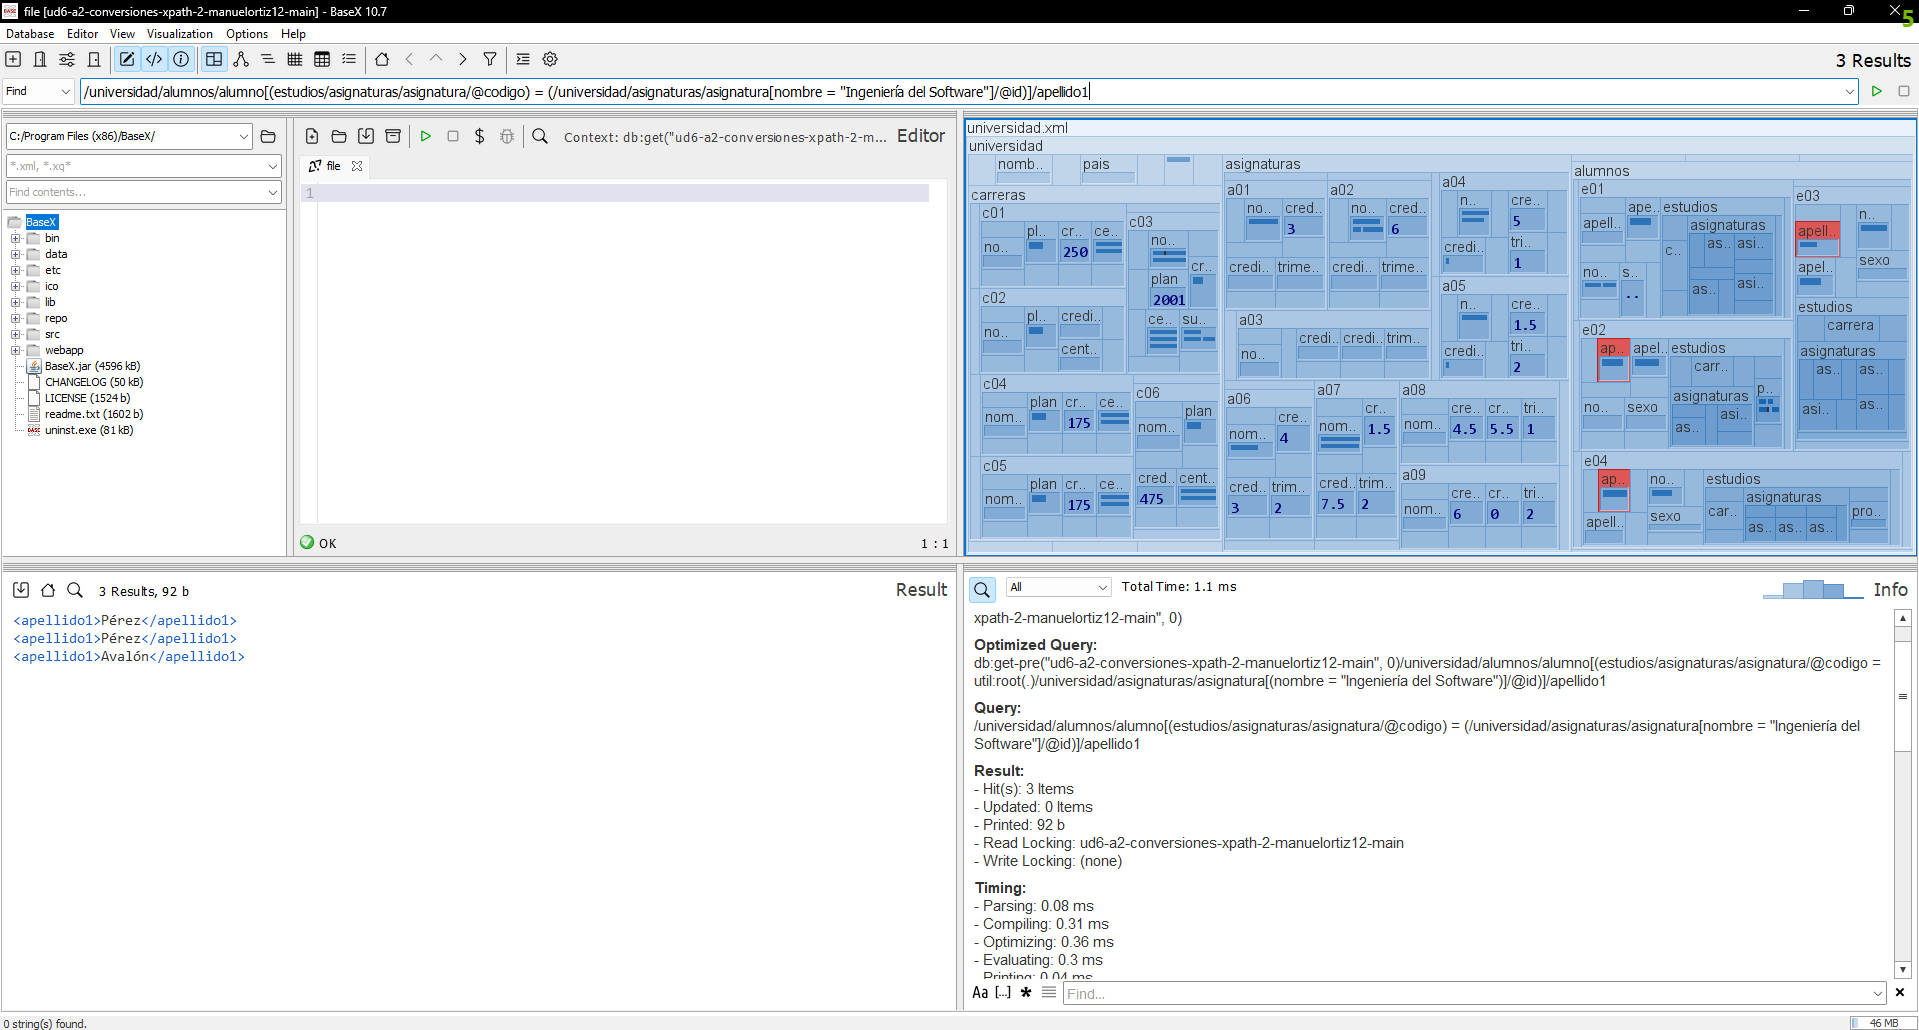 file [ud6-a2-conversiones-xpath-2-manuelortiz12-main] - BaseX 10.7
5
Database Editor View Visualization Options Help
3 Results
Find /universidad/alumnos/alumno[(estudios/asignaturas/asignatura/@codigo) = (/universidad/asignaturas/asignatura[nombre = "Ingeniería del Software"]/@id)]/apellido1
C:/Program Files (x86)/BaseX/
*.xml, *.xq*
Find contents...
BaseX
bin
data
etc
ico
lib
repo
src
webapp
BaseX.jar (4596 kB)
CHANGELOG (50 kB)
LICENSE (1524 b)
readme.txt (1602 b)
uninst.exe (81 kB)
Context: db:get("ud6-a2-conversiones-xpath-2-m... Editor
file
1
OK
1 : 1
universidad.xml
universidad
nomb.. pais
carreras
c01
no.. pl.. cr.. 250 ce..
c02
no.. pl.. credi.. cent..
c03
no.. plan 2001 cr.. ce.. su..
c04
nom.. plan cr.. 175 ce..
c05
nom.. plan cr.. 175 ce..
c06
nom.. plan cred.. 475 cent..
asignaturas
a01
no.. cred.. 3 credi.. trime..
a02
no.. cred.. 6 credi.. trime..
a03
no.. credi.. credi.. trim..
a04
n.. cre.. 5 credi.. tri.. 1
a05
n.. cre.. 1.5 credi.. tri.. 2
a06
nom.. cre.. 4 cred.. 3 trim.. 2
a07
nom.. cr.. 1.5 cred.. 7.5 trim.. 2
a08
nom.. cre.. 4.5 cre.. 5.5 tri.. 1
a09
nom.. cre.. 6 cr.. 0 tri.. 2
alumnos
e01
apell.. ape.. no.. s.. ..
estudios
c.. asignaturas
as.. asi.. as.. asi..
e02
ap.. apel.. no.. sexo
estudios
carr.. asignaturas p..
as.. asi..
e03
apell.. n.. apel.. sexo
estudios
carrera
asignaturas
as.. as.. asi.. as..
e04
ap.. no.. apell.. sexo
estudios
car.. asignaturas pro..
as.. as.. as..
3 Results, 92 b Result
<apellido1>Pérez</apellido1>
<apellido1>Pérez</apellido1>
<apellido1>Avalón</apellido1>
All Total Time: 1.1 ms Info
xpath-2-manuelortiz12-main", 0)
Optimized Query:
db:get-pre("ud6-a2-conversiones-xpath-2-manuelortiz12-main", 0)/universidad/alumnos/alumno[(estudios/asignaturas/asignatura/@codigo =
util:root(.)/universidad/asignaturas/asignatura[(nombre = "Ingeniería del Software")]/@id)]/apellido1
Query:
/universidad/alumnos/alumno[(estudios/asignaturas/asignatura/@codigo) = (/universidad/asignaturas/asignatura[nombre = "Ingeniería del
Software"]/@id)]/apellido1
Result:
- Hit(s): 3 Items
- Updated: 0 Items
- Printed: 92 b
- Read Locking: ud6-a2-conversiones-xpath-2-manuelortiz12-main
- Write Locking: (none)
Timing:
- Parsing: 0.08 ms
- Compiling: 0.31 ms
- Optimizing: 0.36 ms
- Evaluating: 0.3 ms
- Printing: 0.04 ms
Aa [...] * Find...
0 string(s) found.
46 MB